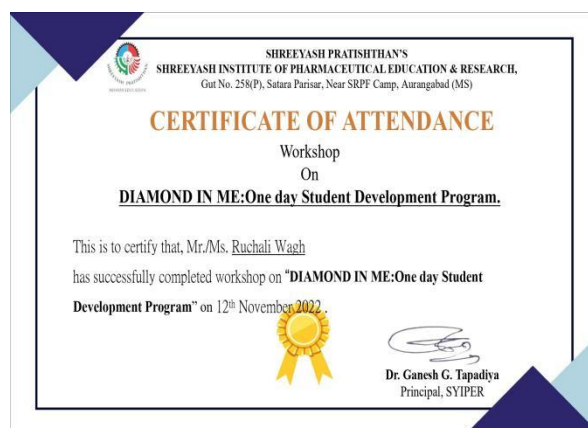 SHREEYASH PRATISHTHAN'S
SHREEYASH INSTITUTE OF PHARMACEUTICAL EDUCATION & RESEARCH,
Gut No. 258(P), Satara Parisar, Near SRPF Camp, Aurangabad (MS)
CERTIFICATE OF ATTENDANCE
Workshop
On
DIAMOND IN ME:One day Student Development Program.
This is to certify that, Mr./Ms. Ruchali Wagh
has successfully completed workshop on "DIAMOND IN ME:One day Student
Development Program" on 12th November 2022 .
Dr. Ganesh G. Tapadiya
Principal, SYIPER